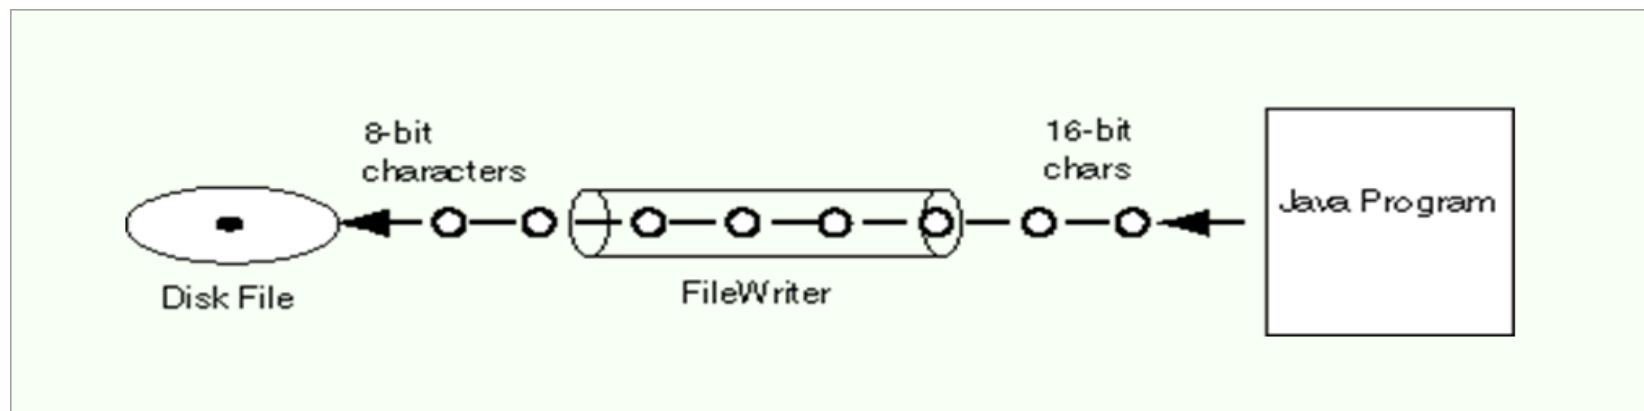 8-bit
characters
16-bit
chars
Java Program
Disk File
FileWriter